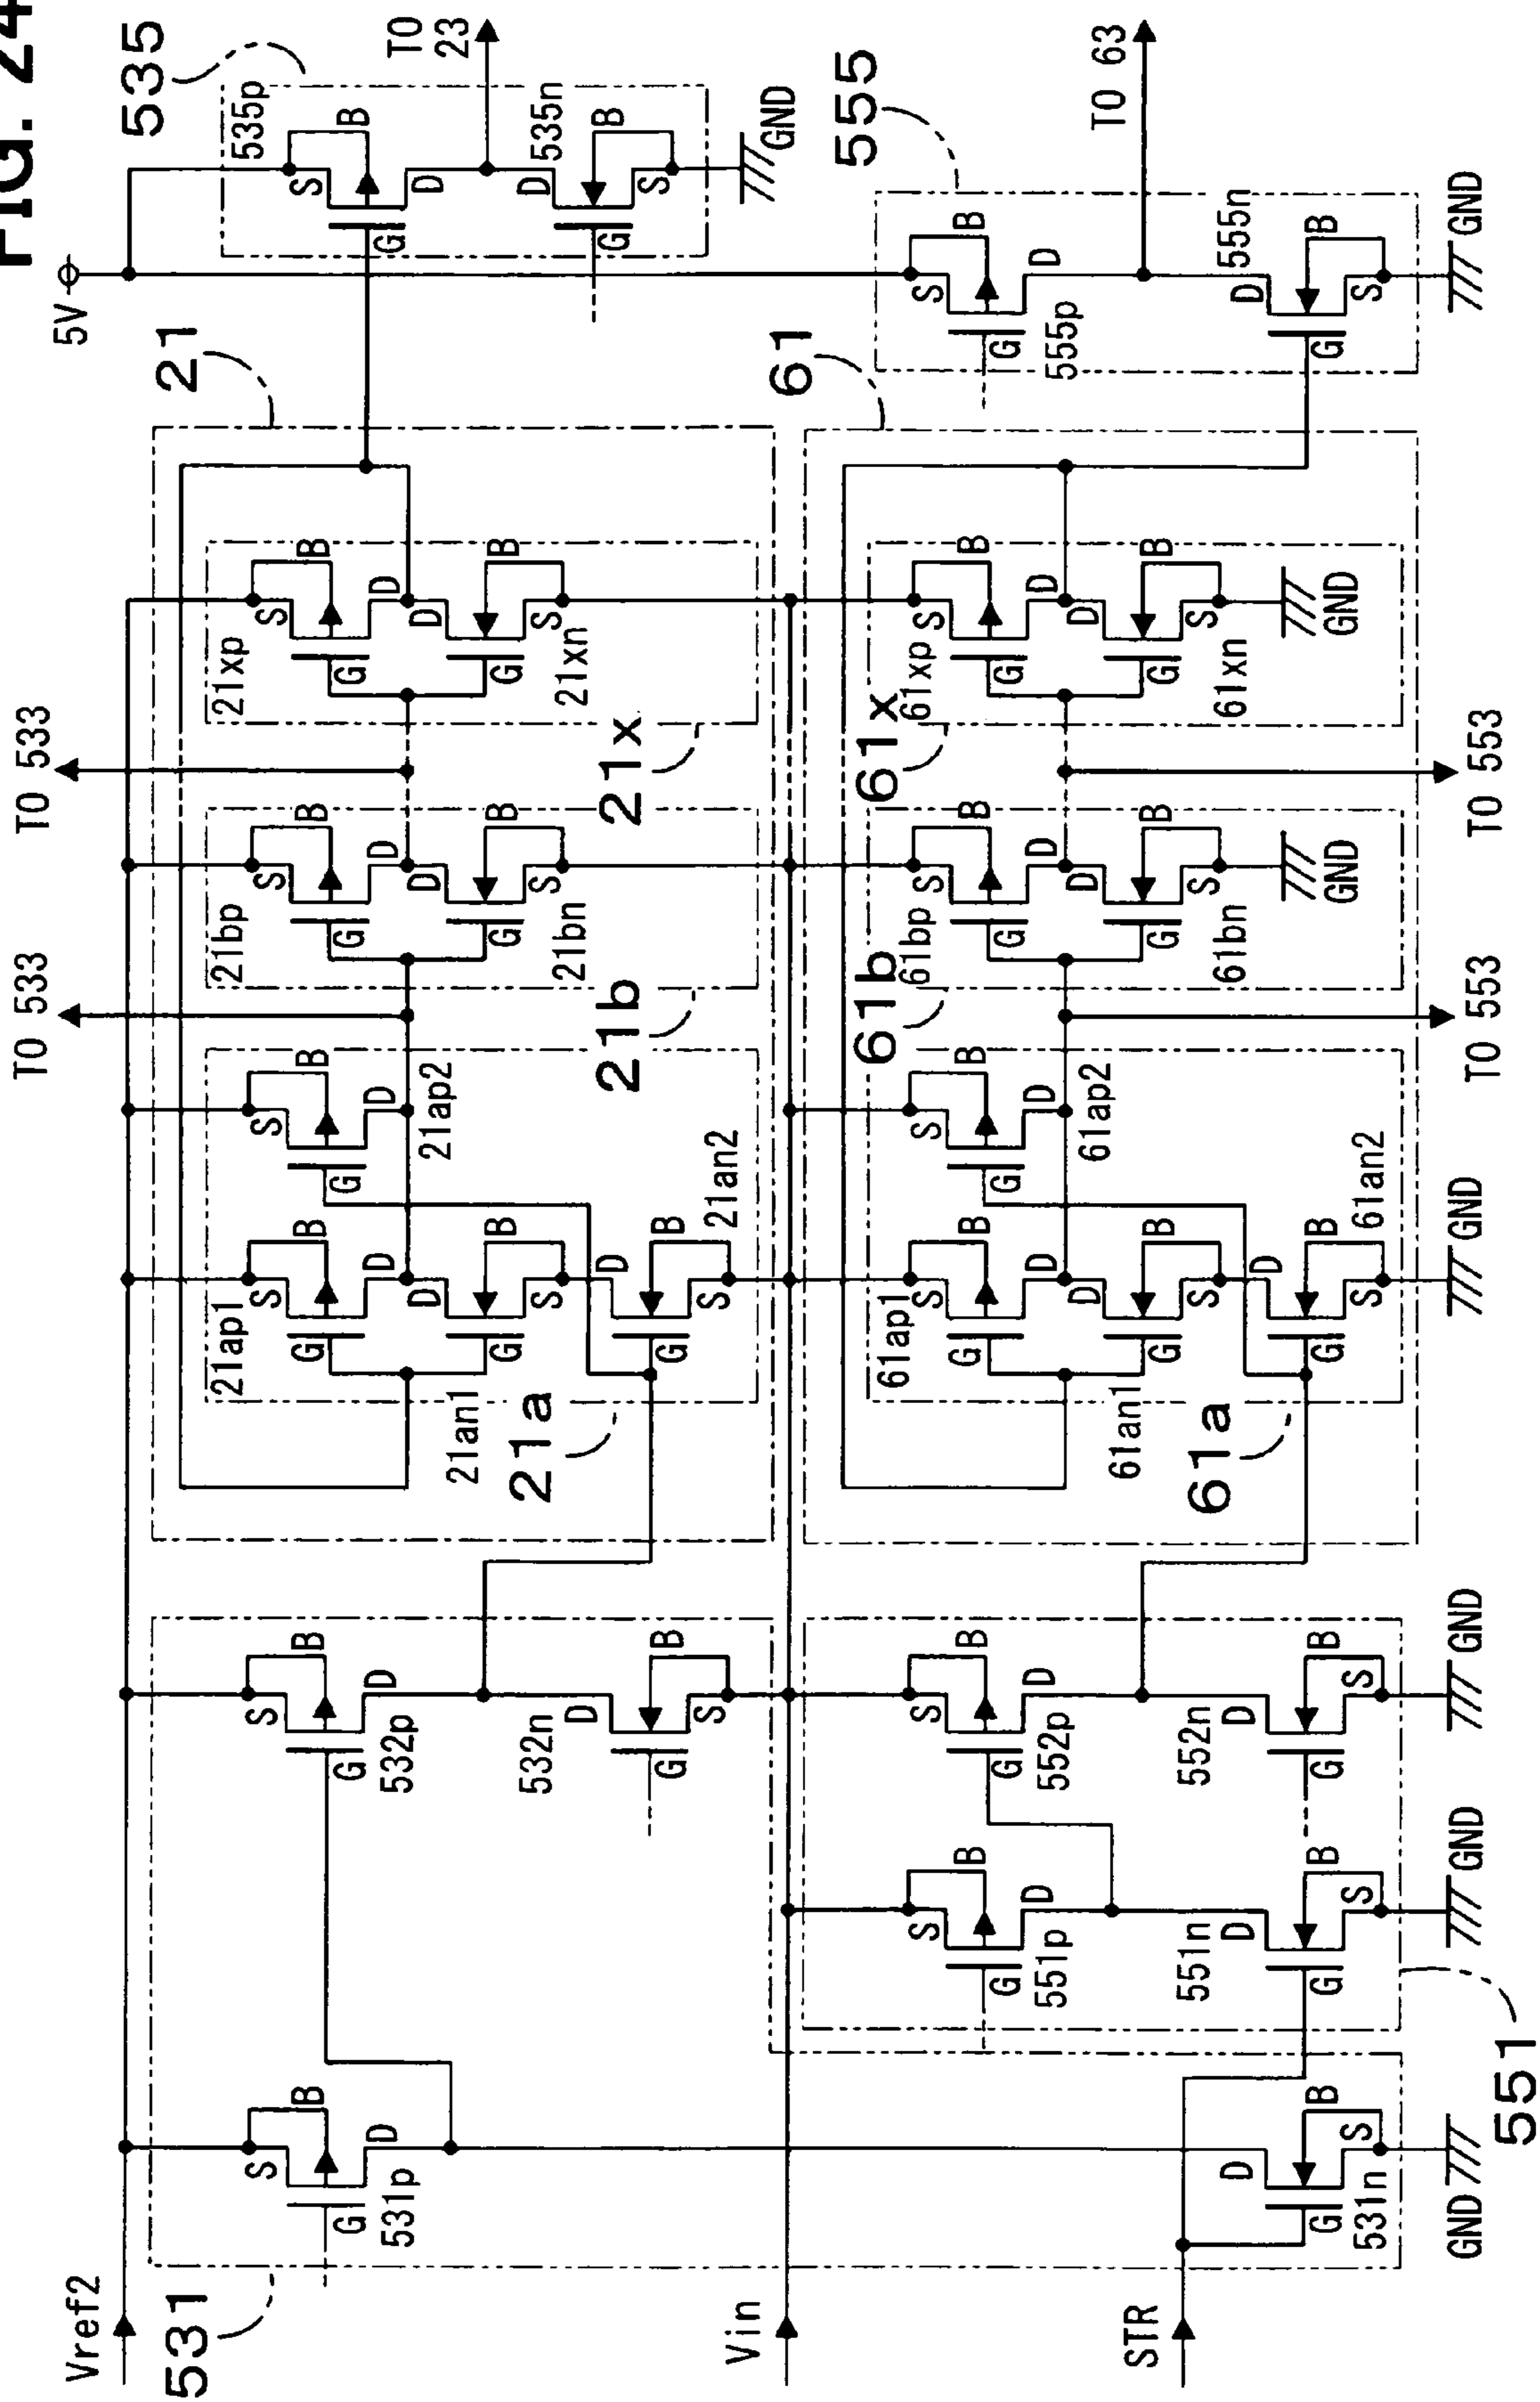 FIG. 24
535
TO 23
535p
S
B
G
D
535n
D
B
G
S
GND
5V
555
TO 63
S
B
G
D
555p
555n
D
B
G
S
GND
21
61
TO 533
TO 533
21xp
S
B
G
D
D
B
G
S
21xn
21x
21bp
S
B
G
D
D
B
G
S
21bn
21b
S
B
G
D
21ap2
21ap1
S
B
G
D
D
B
G
S
21an1
D
B
G
S
21an2
21a
61xp
S
B
G
D
D
B
G
S
61xn
GND
61x
61bp
S
B
G
D
D
B
G
S
61bn
GND
61b
TO 553
TO 553
S
B
G
D
61ap2
61ap1
S
B
G
D
D
B
G
S
61an1
D
B
G
S
61an2
GND
61a
S
B
G
D
532p
532n
D
B
G
S
S
B
G
D
552p
552n
D
B
G
S
GND
S
B
G
D
551p
551n
D
B
G
S
GND
551
S
B
G
D
531p
D
B
G
S
531n
GND
531
Vref2
Vin
STR